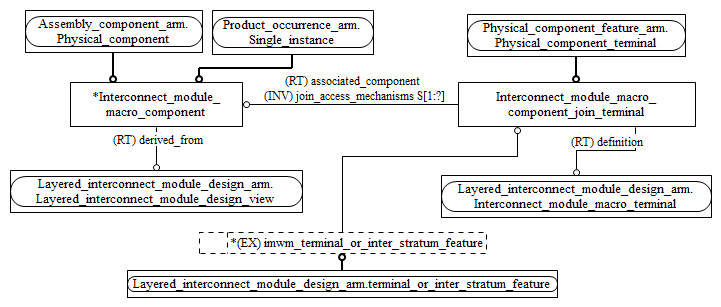 Assembly_component_arm.
Physical_component
Product_occurrence_arm.
Single_instance
Physical_component_feature_arm.
Physical_component_terminal
*Interconnect_module_
macro_component
(RT) associated_component
(INV) join_access_mechanisms S[1:?]
Interconnect_module_macro_
component_join_terminal
(RT) derived_from
(RT) definition
Layered_interconnect_module_design_arm.
Layered_interconnect_module_design_view
Layered_interconnect_module_design_arm.
Interconnect_module_macro_terminal
*(EX) imwm_terminal_or_inter_stratum_feature
Layered_interconnect_module_design_arm.terminal_or_inter_stratum_feature